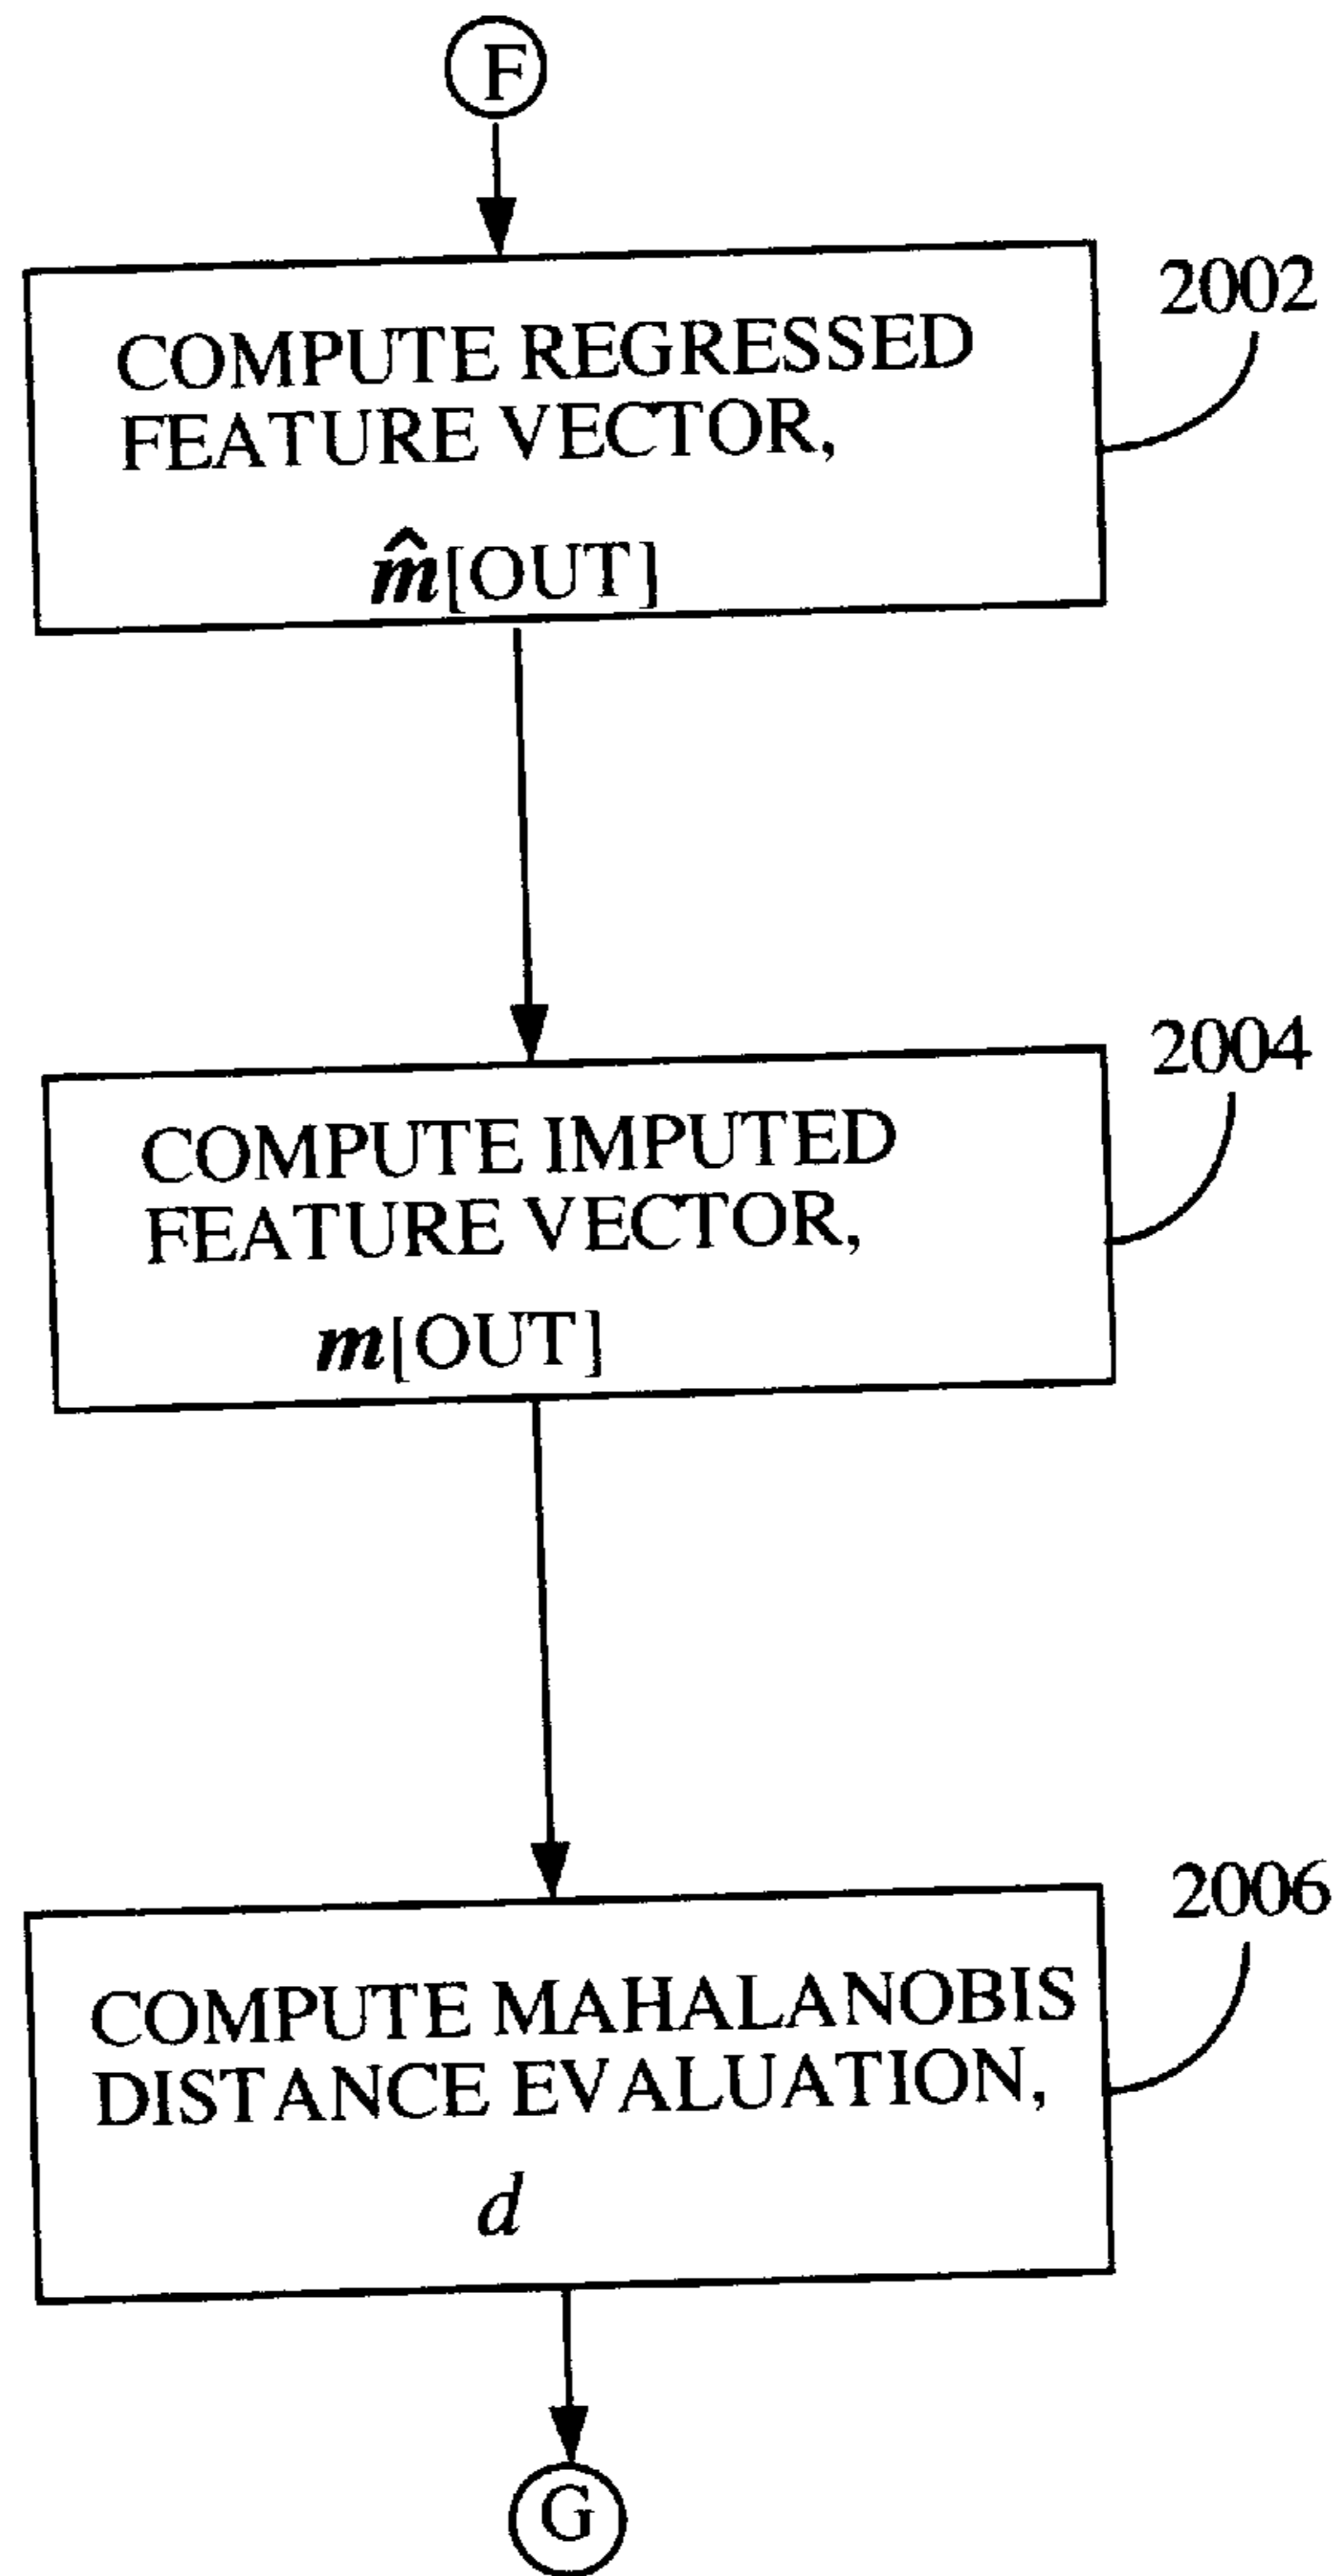 F
2002
COMPUTE REGRESSED
FEATURE VECTOR,
m̂[OUT]
2004
COMPUTE IMPUTED
FEATURE VECTOR,
m[OUT]
2006
COMPUTE MAHALANOBIS
DISTANCE EVALUATION,
d
G